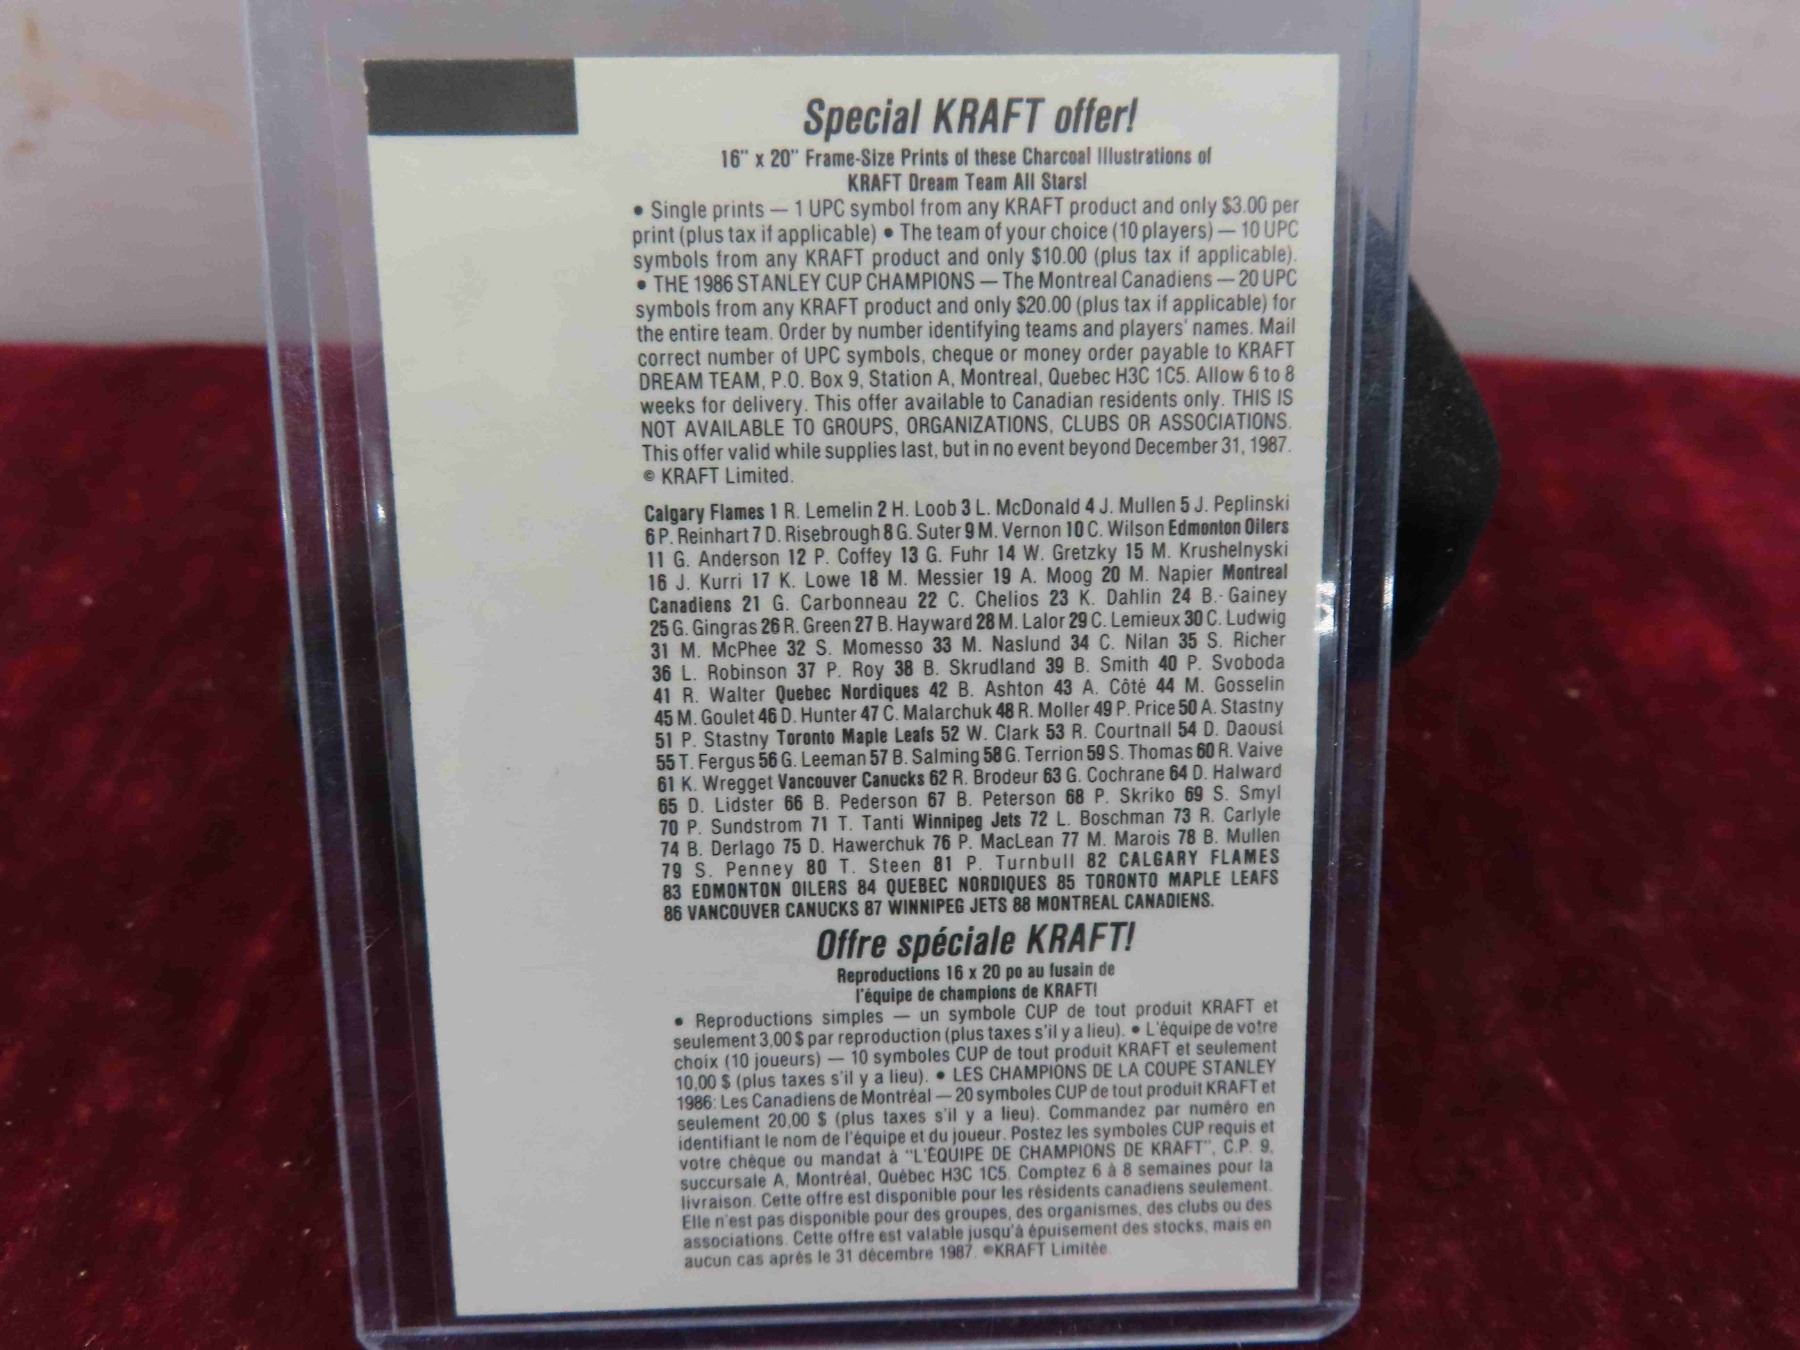 Special KRAFT offer!
16" x 20" Frame-Size Prints of these Charcoal Illustrations of
KRAFT Dream Team All Stars!
• Single prints — 1 UPC symbol from any KRAFT product and only $3.00 per
print (plus tax if applicable) • The team of your choice (10 players) — 10 UPC
symbols from any KRAFT product and only $10.00 (plus tax if applicable).
• THE 1986 STANLEY CUP CHAMPIONS — The Montreal Canadiens — 20 UPC
symbols from any KRAFT product and only $20.00 (plus tax if applicable) for
the entire team. Order by number identifying teams and players' names. Mail
correct number of UPC symbols, cheque or money order payable to KRAFT
DREAM TEAM, P.O. Box 9, Station A, Montreal, Quebec H3C 1C5. Allow 6 to 8
weeks for delivery. This offer available to Canadian residents only. THIS IS
NOT AVAILABLE TO GROUPS, ORGANIZATIONS, CLUBS OR ASSOCIATIONS.
This offer valid while supplies last, but in no event beyond December 31, 1987.
© KRAFT Limited.
Calgary Flames 1 R. Lemelin 2 H. Loob 3 L. McDonald 4 J. Mullen 5 J. Peplinski
6 P. Reinhart 7 D. Risebrough 8 G. Suter 9 M. Vernon 10 C. Wilson Edmonton Oilers
11 G. Anderson 12 P. Coffey 13 G. Fuhr 14 W. Gretzky 15 M. Krushelnyski
16 J. Kurri 17 K. Lowe 18 M. Messier 19 A. Moog 20 M. Napier Montreal
Canadiens 21 G. Carbonneau 22 C. Chelios 23 K. Dahlin 24 B. Gainey
25 G. Gingras 26 R. Green 27 B. Hayward 28 M. Lalor 29 C. Lemieux 30 C. Ludwig
31 M. McPhee 32 S. Momesso 33 M. Naslund 34 C. Nilan 35 S. Richer
36 L. Robinson 37 P. Roy 38 B. Skrudland 39 B. Smith 40 P. Svoboda
41 R. Walter Quebec Nordiques 42 B. Ashton 43 A. Côté 44 M. Gosselin
45 M. Goulet 46 D. Hunter 47 C. Malarchuk 48 R. Moller 49 P. Price 50 A. Stastny
51 P. Stastny Toronto Maple Leafs 52 W. Clark 53 R. Courtnall 54 D. Daoust
55 T. Fergus 56 G. Leeman 57 B. Salming 58 G. Terrion 59 S. Thomas 60 R. Vaive
61 K. Wregget Vancouver Canucks 62 R. Brodeur 63 G. Cochrane 64 D. Halward
65 D. Lidster 66 B. Pederson 67 B. Peterson 68 P. Skriko 69 S. Smyl
70 P. Sundstrom 71 T. Tanti Winnipeg Jets 72 L. Boschman 73 R. Carlyle
74 B. Derlago 75 D. Hawerchuk 76 P. MacLean 77 M. Marois 78 B. Mullen
79 S. Penney 80 T. Steen 81 P. Turnbull 82 CALGARY FLAMES
83 EDMONTON OILERS 84 QUEBEC NORDIQUES 85 TORONTO MAPLE LEAFS
86 VANCOUVER CANUCKS 87 WINNIPEG JETS 88 MONTREAL CANADIENS.
Offre spéciale KRAFT!
Reproductions 16 x 20 po au fusain de
l'équipe de champions de KRAFT!
• Reproductions simples — un symbole CUP de tout produit KRAFT et
seulement 3,00 $ par reproduction (plus taxes s'il y a lieu). • L'équipe de votre
choix (10 joueurs) — 10 symboles CUP de tout produit KRAFT et seulement
10,00 $ (plus taxes s'il y a lieu). • LES CHAMPIONS DE LA COUPE STANLEY
1986: Les Canadiens de Montréal — 20 symboles CUP de tout produit KRAFT et
seulement 20,00 $ (plus taxes s'il y a lieu). Commandez par numéro en
identifiant le nom de l'équipe et du joueur. Postez les symboles CUP requis et
votre chèque ou mandat à "L'ÉQUIPE DE CHAMPIONS DE KRAFT", C.P. 9,
succursale A, Montréal, Québec H3C 1C5. Comptez 6 à 8 semaines pour la
livraison. Cette offre est disponible pour les résidents canadiens seulement.
Elle n'est pas disponible pour des groupes, des organismes, des clubs ou des
associations. Cette offre est valable jusqu'à épuisement des stocks, mais en
aucun cas après le 31 décembre 1987. ©KRAFT Limitée.